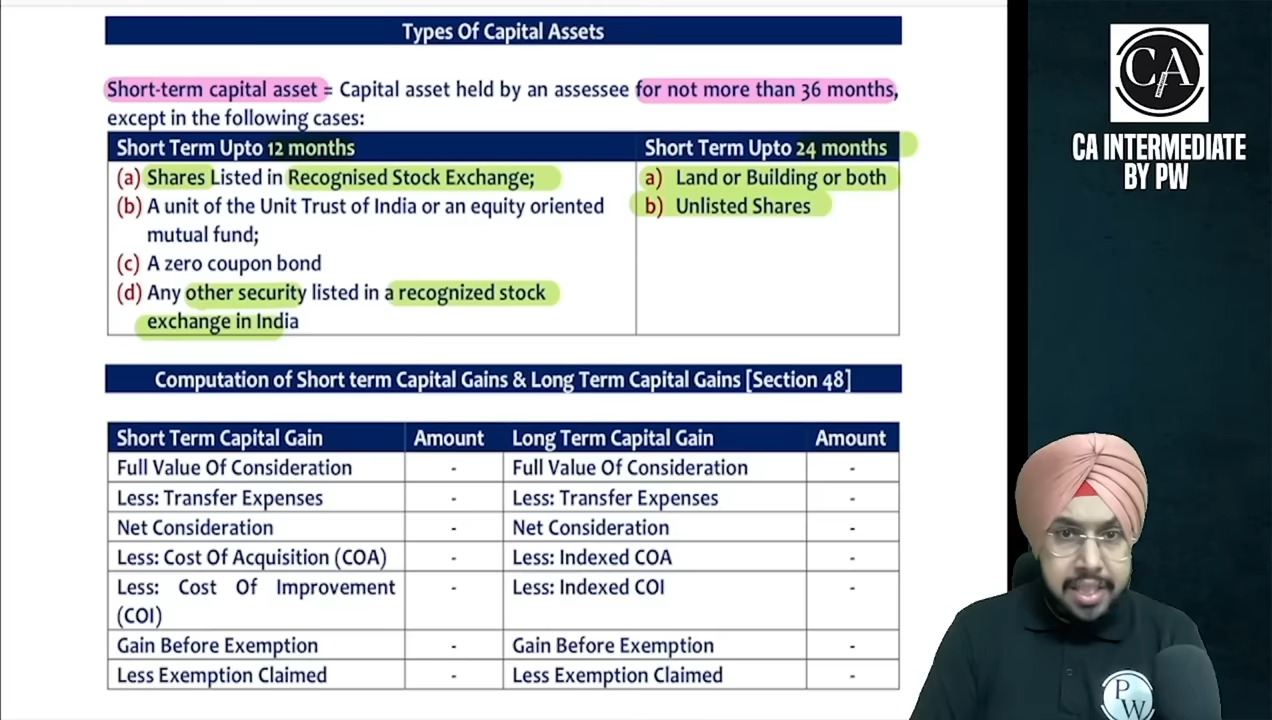 Types Of Capital Assets
Short-term capital asset = Capital asset held by an assessee for not more than 36 months,
except in the following cases:
Short Term Upto 12 months
(a) Shares Listed in Recognised Stock Exchange;
(b) A unit of the Unit Trust of India or an equity oriented
mutual fund;
(c) A zero coupon bond
(d) Any other security listed in a recognized stock
exchange in India
Short Term Upto 24 months
a) Land or Building or both
b) Unlisted Shares
Computation of Short term Capital Gains & Long Term Capital Gains [Section 48]
Short Term Capital Gain Amount Long Term Capital Gain Amount
Full Value Of Consideration - Full Value Of Consideration -
Less: Transfer Expenses - Less: Transfer Expenses -
Net Consideration - Net Consideration -
Less: Cost Of Acquisition (COA) - Less: Indexed COA -
Less: Cost Of Improvement - Less: Indexed COI -
(COI)
Gain Before Exemption - Gain Before Exemption -
Less Exemption Claimed - Less Exemption Claimed -
CA
CA INTERMEDIATE
BY PW
P
W